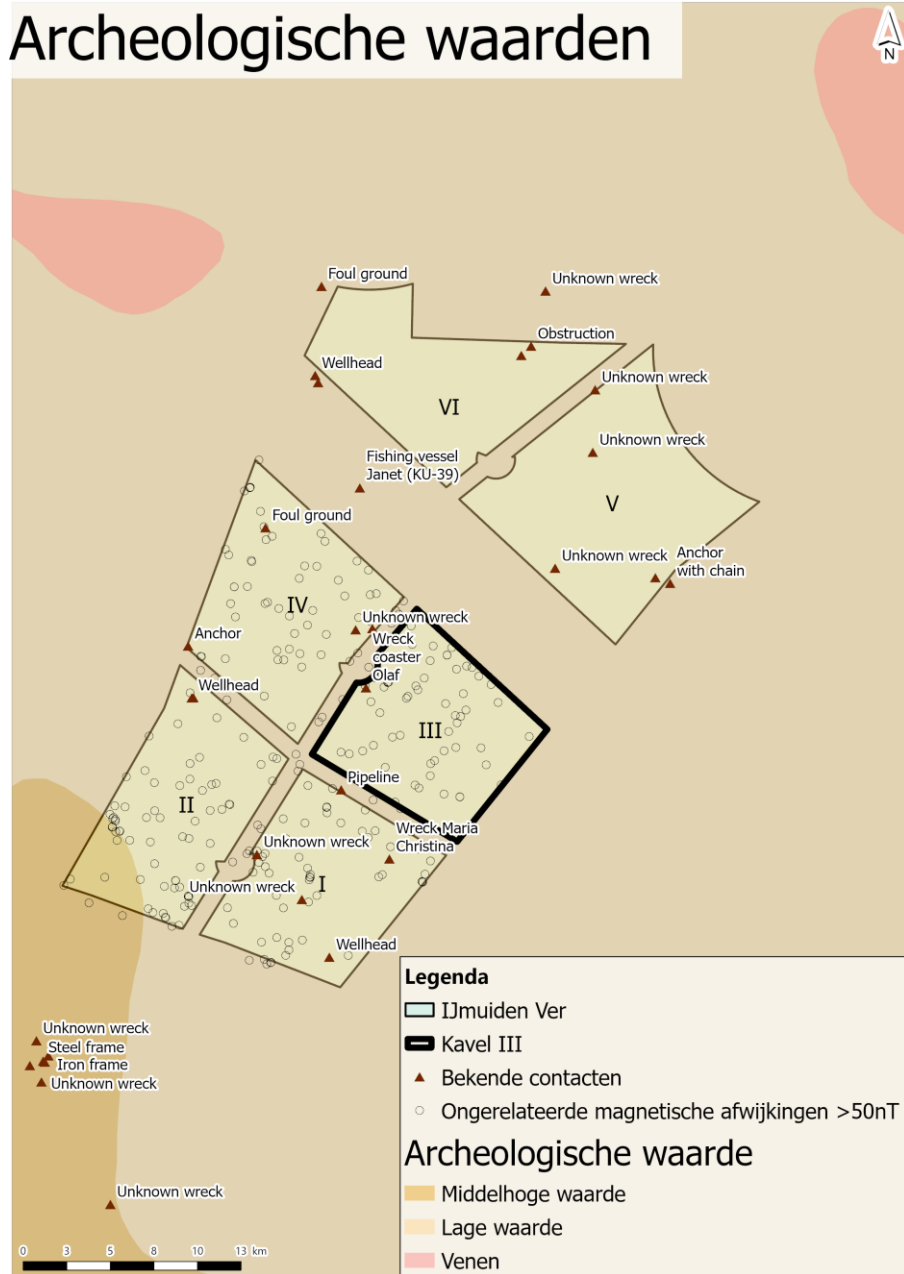 Archeologische waarden
N
Foul ground
Unknown wreck
Obstruction
Wellhead
Unknown wreck
VI
Unknown wreck
Fishing vessel
Janet (KU-39)
V
Foul ground
Unknown wreck
Anchor
with chain
IV
Unknown wreck
Anchor
Wreck
coaster
Olaf
Wellhead
III
Pipeline
II
Wreck Maria
Christina
Unknown wreck
Unknown wreck
I
Wellhead
Unknown wreck
Steel frame
Iron frame
Unknown wreck
Unknown wreck
0 3 5 8 10 13 km
Legenda
IJmuiden Ver
Kavel III
Bekende contacten
Ongerelateerde magnetische afwijkingen >50nT
Archeologische waarde
Middelhoge waarde
Lage waarde
Venen